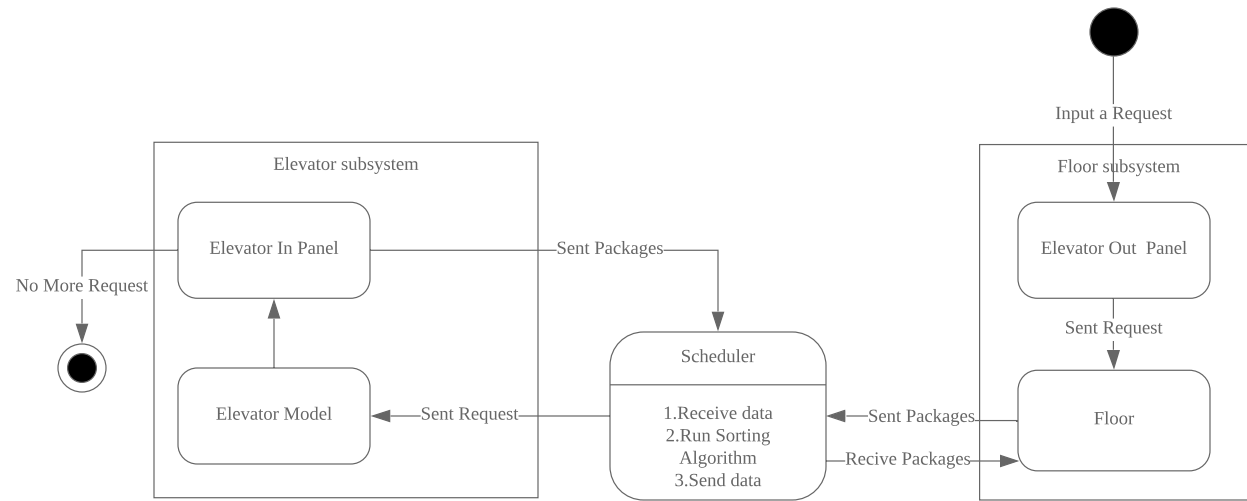 Input a Request
Elevator subsystem
Floor subsystem
Elevator In Panel
Sent Packages
Elevator Out  Panel
No More Request
Sent Request
Scheduler
Elevator Model
Sent Request
1.Receive data
2.Run Sorting
Algorithm
3.Send data
Sent Packages
Floor
Recive Packages